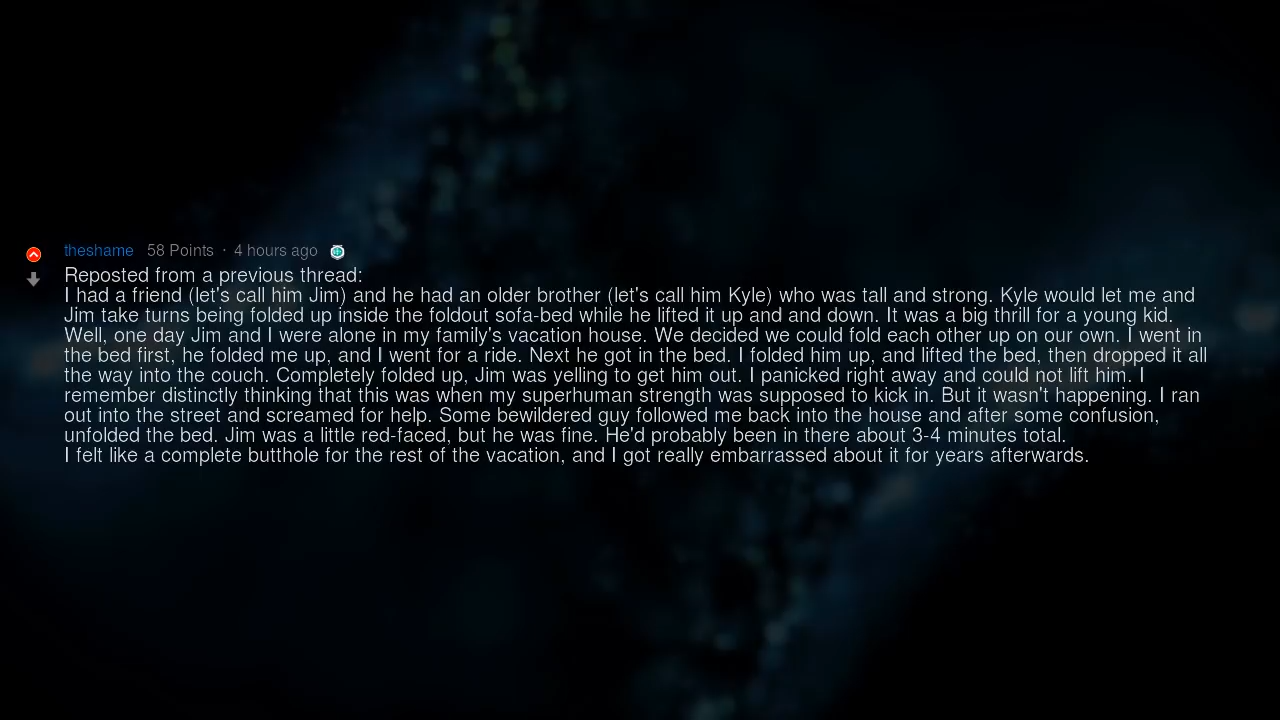 theshame 58 Points · 4 hours ago
Reposted from a previous thread:
I had a friend (let's call him Jim) and he had an older brother (let's call him Kyle) who was tall and strong. Kyle would let me and
Jim take turns being folded up inside the foldout sofa-bed while he lifted it up and and down. It was a big thrill for a young kid.
Well, one day Jim and I were alone in my family's vacation house. We decided we could fold each other up on our own. I went in
the bed first, he folded me up, and I went for a ride. Next he got in the bed. I folded him up, and lifted the bed, then dropped it all
the way into the couch. Completely folded up, Jim was yelling to get him out. I panicked right away and could not lift him. I
remember distinctly thinking that this was when my superhuman strength was supposed to kick in. But it wasn't happening. I ran
out into the street and screamed for help. Some bewildered guy followed me back into the house and after some confusion,
unfolded the bed. Jim was a little red-faced, but he was fine. He'd probably been in there about 3-4 minutes total.
I felt like a complete butthole for the rest of the vacation, and I got really embarrassed about it for years afterwards.